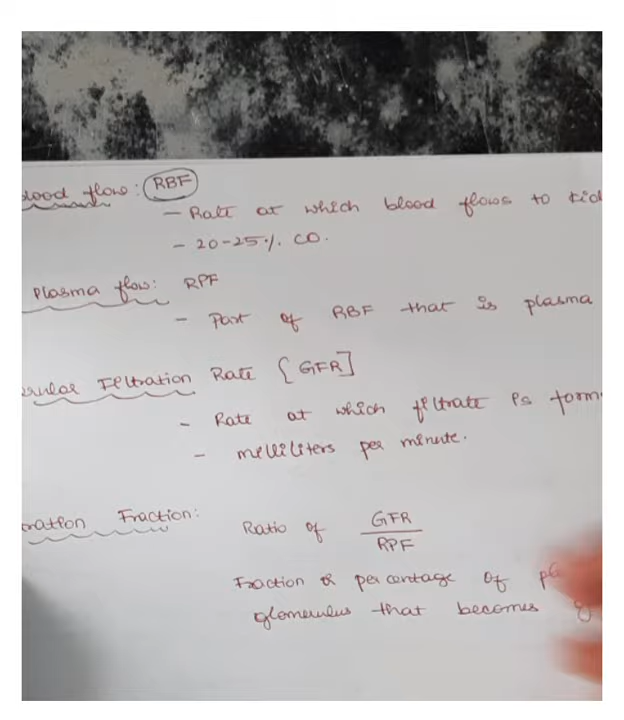 lood flow: RBF
- Rate at which blood flows to kid
- 20-25% CO.
Plasma flow: RPF
- Part of RBF that is plasma
erular Filtration Rate [GFR]
- Rate at which filtrate is form
- milliliters per minute.
ration Fraction: Ratio of GFR
RPF
Fraction & percentage of
glomerulus that becomes